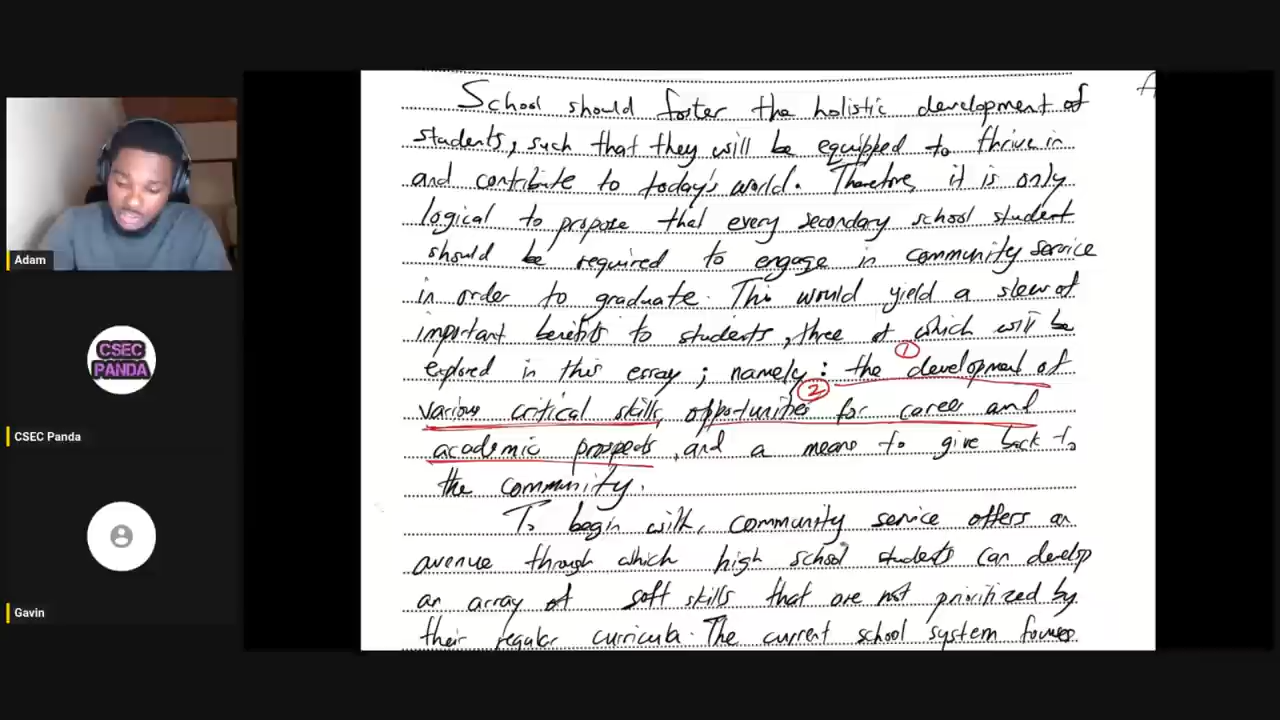 School should foster the holistic development of
students, such that they will be equipped to thrive in
and contribute to today's world. Therefore, it is only
logical to propose that every secondary school student
should be required to engage in community service
in order to graduate. This would yield a slew of
important benefits to students, three of which will be
①
explored in this essay; namely: the development of
②
various critical skills, opportunities for career and
academic prospects, and a means to give back to
the community.
To begin with, community service offers an
avenue through which high school students can develop
an array of soft skills that are not prioritized by
their regular curricula. The current school system focuses
Adam
CSEC
PANDA
CSEC Panda
Gavin